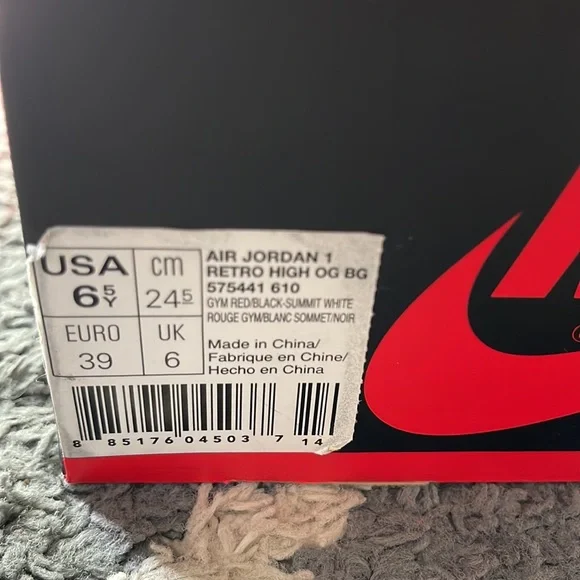 USA
6 5Y
cm
24 5
EURO
39
UK
6
AIR JORDAN 1
RETRO HIGH OG BG
575441 610
GYM RED/BLACK-SUMMIT WHITE
ROUGE GYM/BLANC SOMMET/NOIR
Made in China/
Fabrique en Chine/
Hecho en China
8 85176 04503 7 14